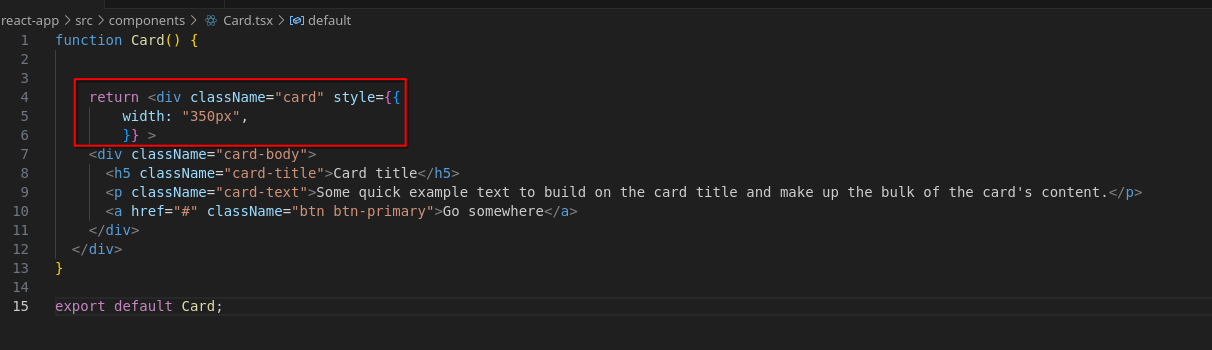 react-app > src > components > Card.tsx > default
1 function Card() {
2
3
4 return <div className="card" style={{
5 width: "350px",
6 }} >
7 <div className="card-body">
8 <h5 className="card-title">Card title</h5>
9 <p className="card-text">Some quick example text to build on the card title and make up the bulk of the card's content.</p>
10 <a href="#" className="btn btn-primary">Go somewhere</a>
11 </div>
12 </div>
13 }
14
15 export default Card;